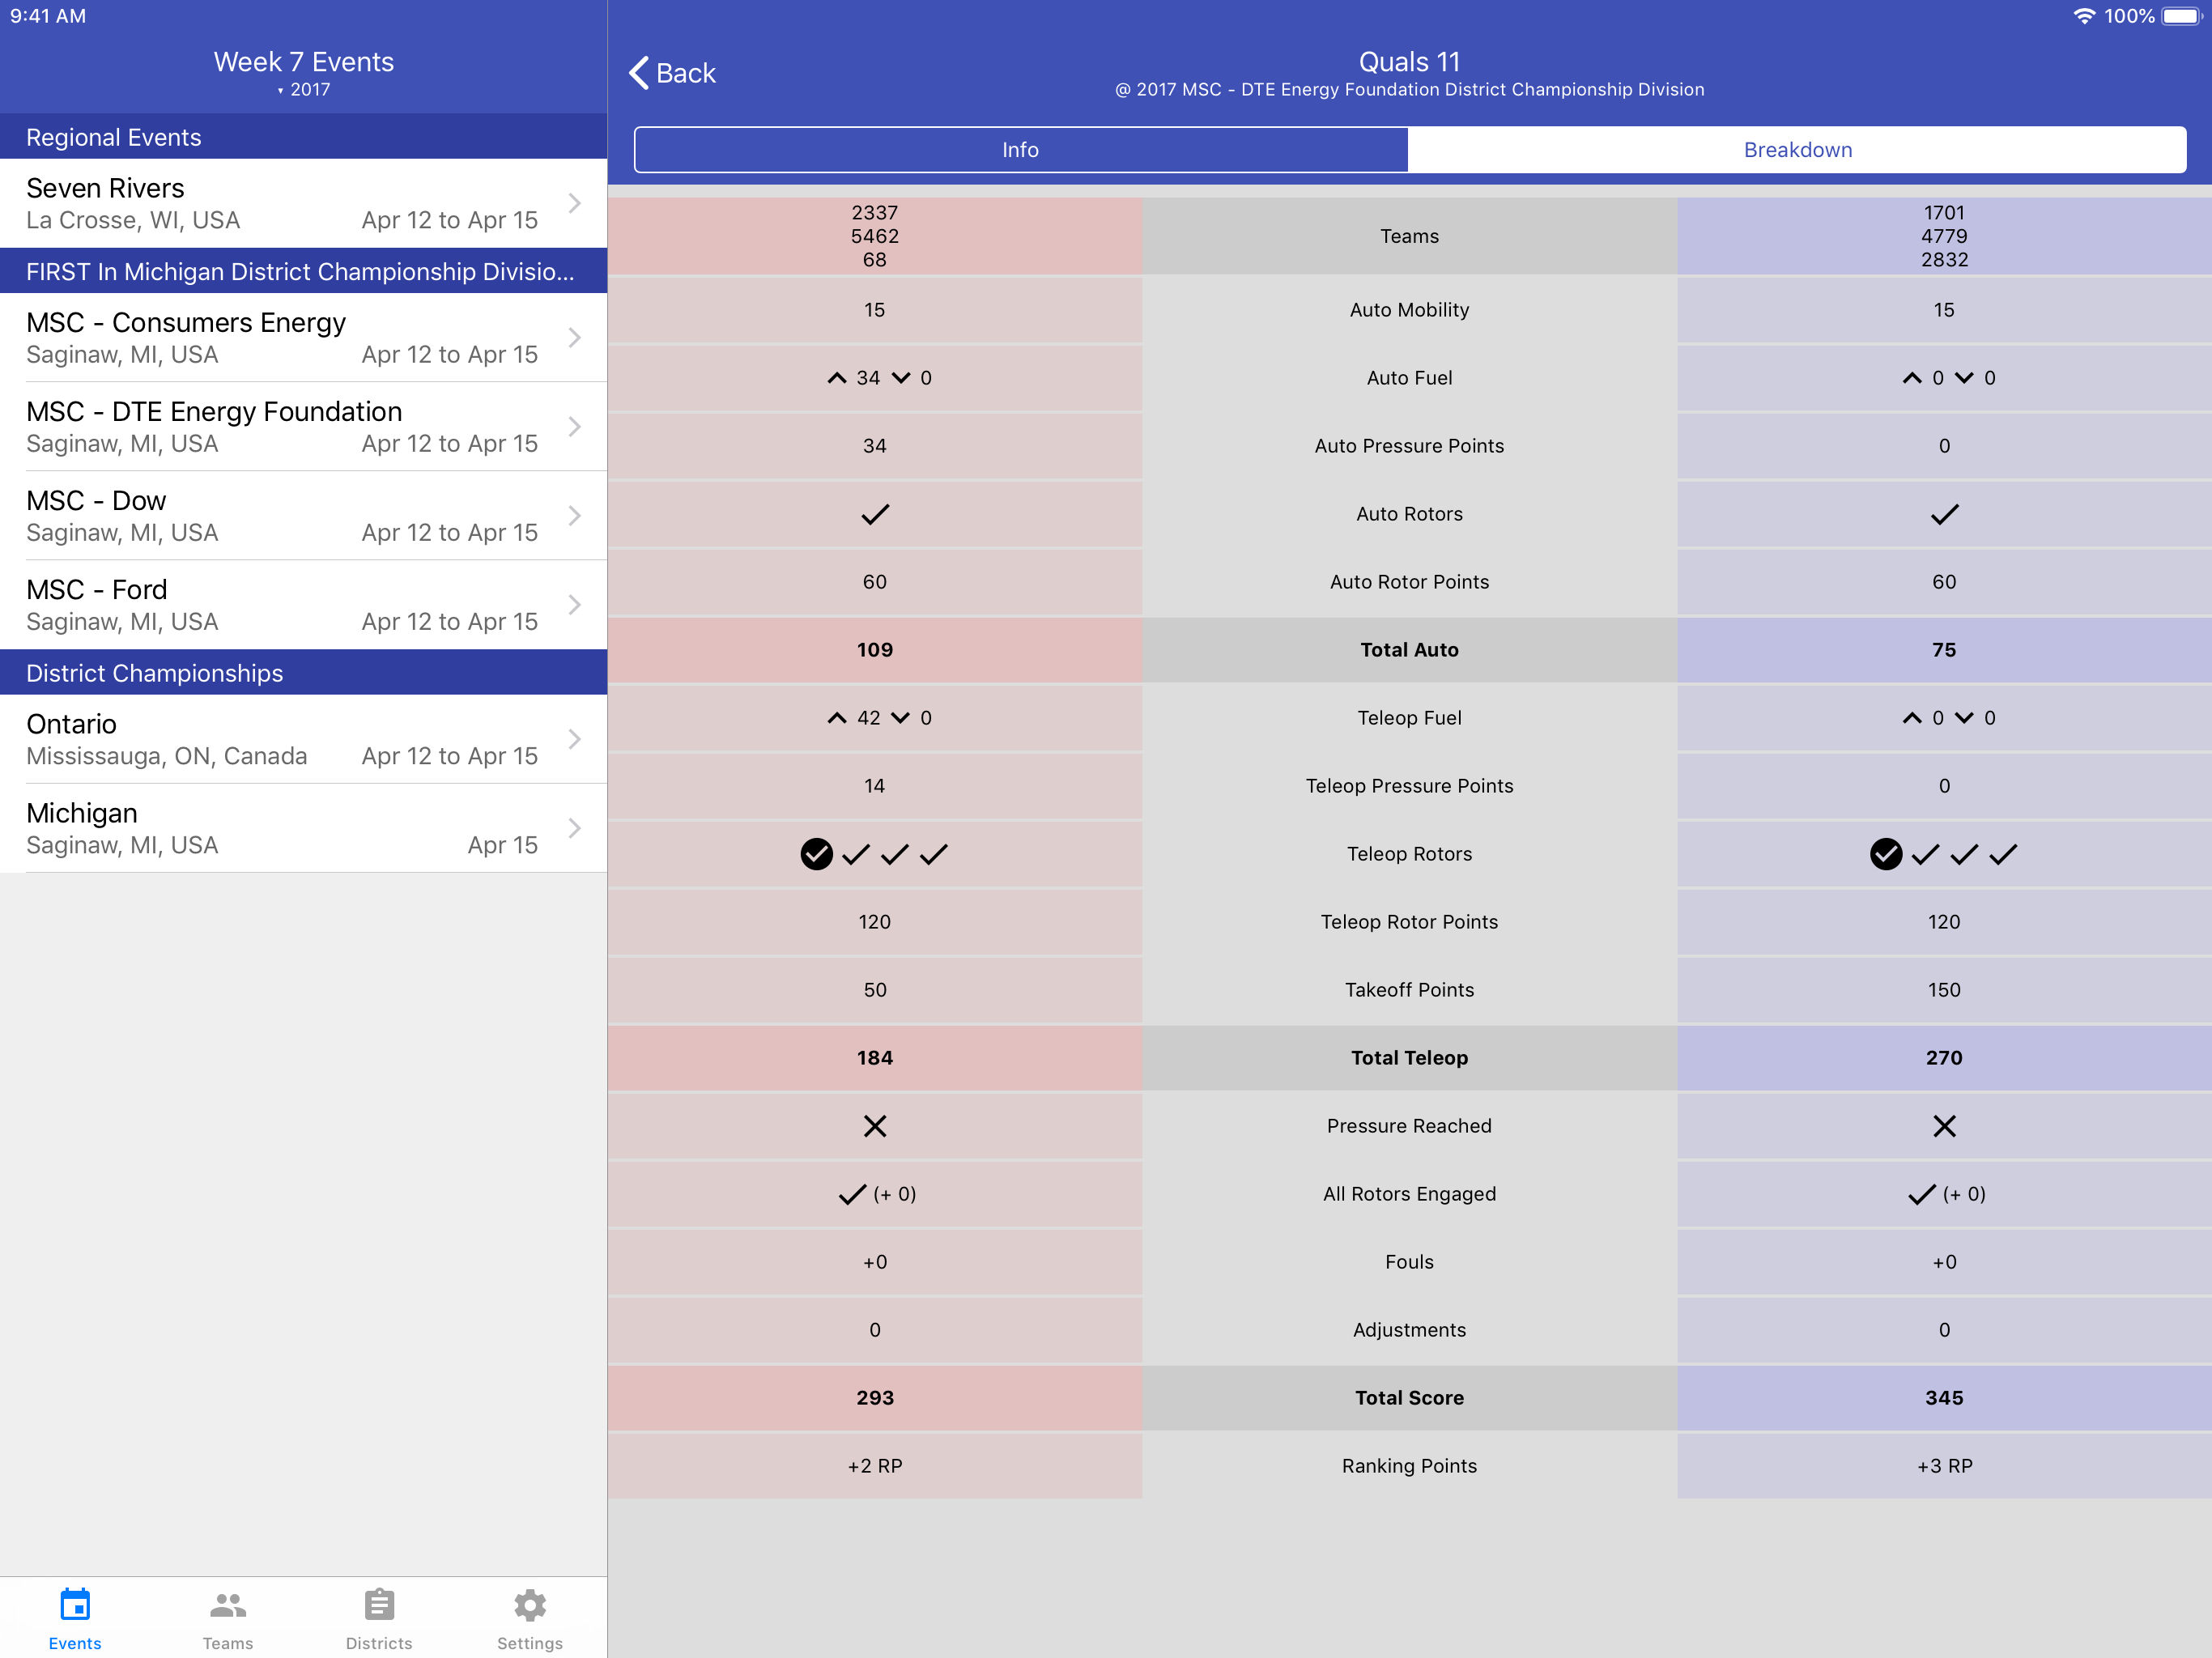 9:41 AM
100%
Week 7 Events
▾ 2017
Regional Events
Seven Rivers
La Crosse, WI, USA Apr 12 to Apr 15
FIRST In Michigan District Championship Divisio...
MSC - Consumers Energy
Saginaw, MI, USA Apr 12 to Apr 15
MSC - DTE Energy Foundation
Saginaw, MI, USA Apr 12 to Apr 15
MSC - Dow
Saginaw, MI, USA Apr 12 to Apr 15
MSC - Ford
Saginaw, MI, USA Apr 12 to Apr 15
District Championships
Ontario
Mississauga, ON, Canada Apr 12 to Apr 15
Michigan
Saginaw, MI, USA Apr 15
Events Teams Districts Settings
Back
Quals 11
@ 2017 MSC - DTE Energy Foundation District Championship Division
Info Breakdown
2337
5462
68
Teams
1701
4779
2832
15 Auto Mobility 15
34 0 Auto Fuel 0 0
34 Auto Pressure Points 0
Auto Rotors
60 Auto Rotor Points 60
109 Total Auto 75
42 0 Teleop Fuel 0 0
14 Teleop Pressure Points 0
Teleop Rotors
120 Teleop Rotor Points 120
50 Takeoff Points 150
184 Total Teleop 270
Pressure Reached
(+ 0) All Rotors Engaged (+ 0)
+0 Fouls +0
0 Adjustments 0
293 Total Score 345
+2 RP Ranking Points +3 RP